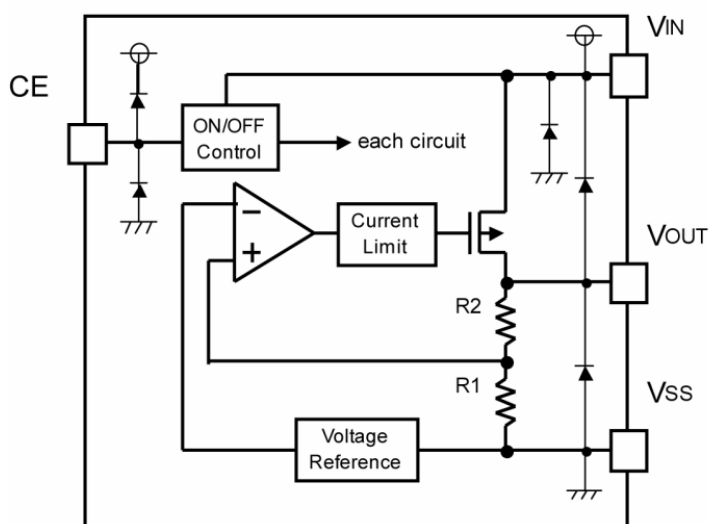 VIN
CE
ON/OFF
Control
each circuit
−
+
Current
Limit
VOUT
R2
R1
VSS
Voltage
Reference